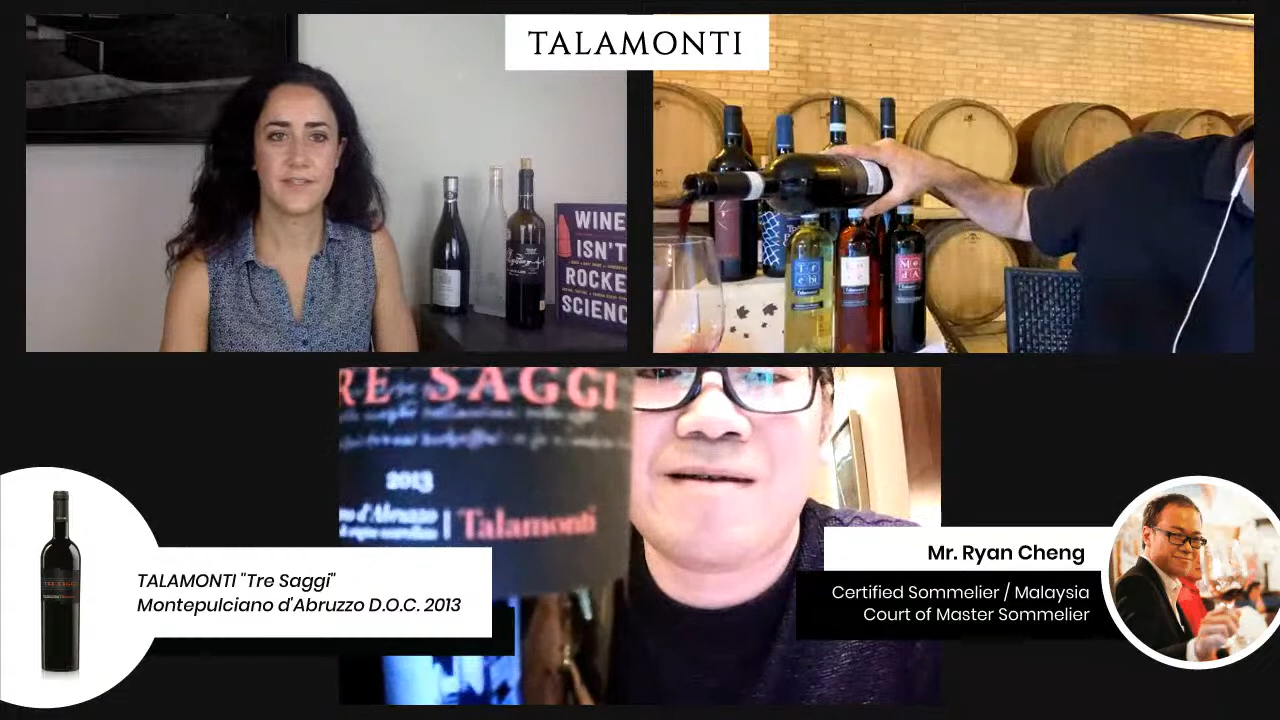 TALAMONTI
WINE
ISN'T
ROCKE
SCIENC
RE SAGGI
2013
Talamonti
TALAMONTI "Tre Saggi"
Montepulciano d'Abruzzo D.O.C. 2013
Mr. Ryan Cheng
Certified Sommelier / Malaysia
Court of Master Sommelier